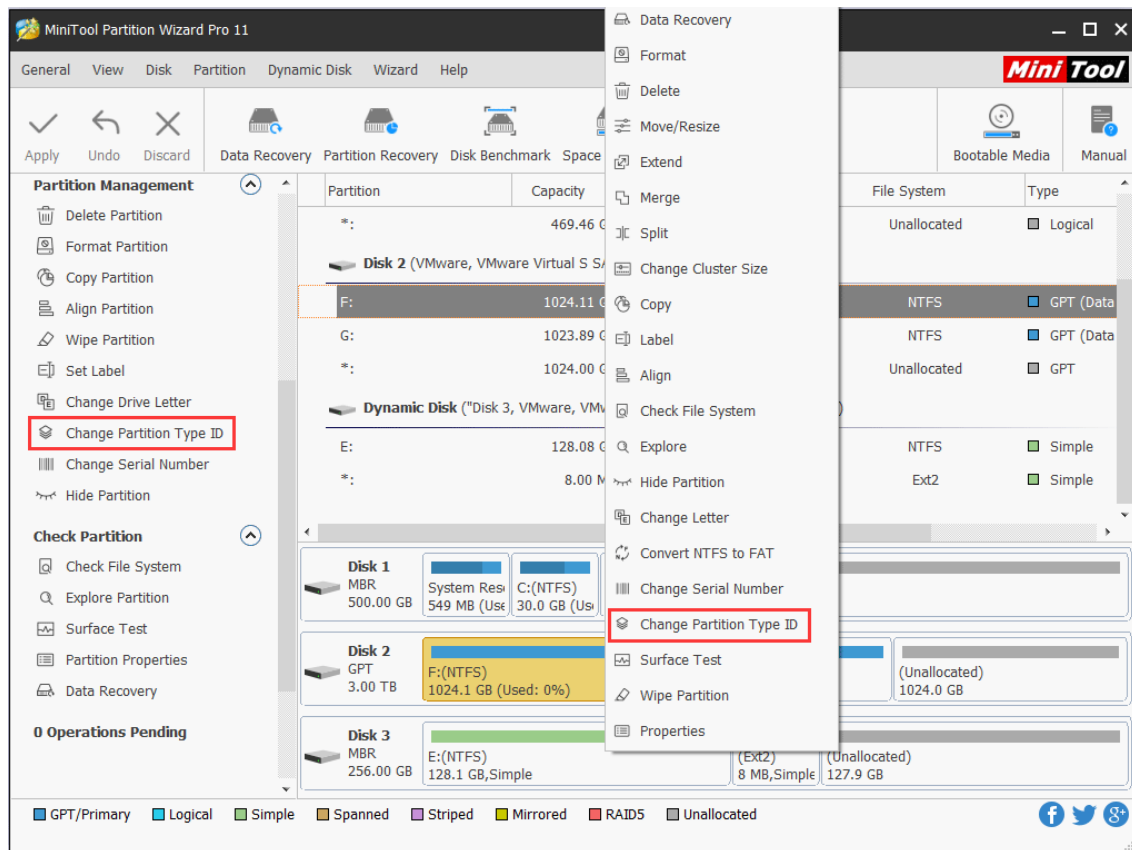 MiniTool Partition Wizard Pro 11
General View Disk Partition Dynamic Disk Wizard Help
Mini Tool
Apply Undo Discard Data Recovery Partition Recovery Disk Benchmark Space Bootable Media Manual
Partition Management
Delete Partition
Format Partition
Copy Partition
Align Partition
Wipe Partition
Set Label
Change Drive Letter
Change Partition Type ID
Change Serial Number
Hide Partition
Check Partition
Check File System
Explore Partition
Surface Test
Partition Properties
Data Recovery
0 Operations Pending
Partition Capacity File System Type
*: 469.46 Unallocated Logical
Disk 2 (VMware, VMware Virtual S
F: 1024.11 NTFS GPT (Data
G: 1023.89 NTFS GPT (Data
*: 1024.00 Unallocated GPT
Dynamic Disk ("Disk 3, VMware,
E: 128.08 NTFS Simple
*: 8.00 Ext2 Simple
Data Recovery
Format
Delete
Move/Resize
Extend
Merge
Split
Change Cluster Size
Copy
Label
Align
Check File System
Explore
Hide Partition
Change Letter
Convert NTFS to FAT
Change Serial Number
Change Partition Type ID
Surface Test
Wipe Partition
Properties
Disk 1
MBR
500.00 GB
System
549 MB
C:(NTFS)
30.0 GB
Disk 2
GPT
3.00 TB
F:(NTFS)
1024.1 GB (Used: 0%)
(Unallocated)
1024.0 GB
Disk 3
MBR
256.00 GB
E:(NTFS)
128.1 GB,Simple
(Ext2)
8 MB,Simple
(Unallocated)
127.9 GB
GPT/Primary Logical Simple Spanned Striped Mirrored RAID5 Unallocated